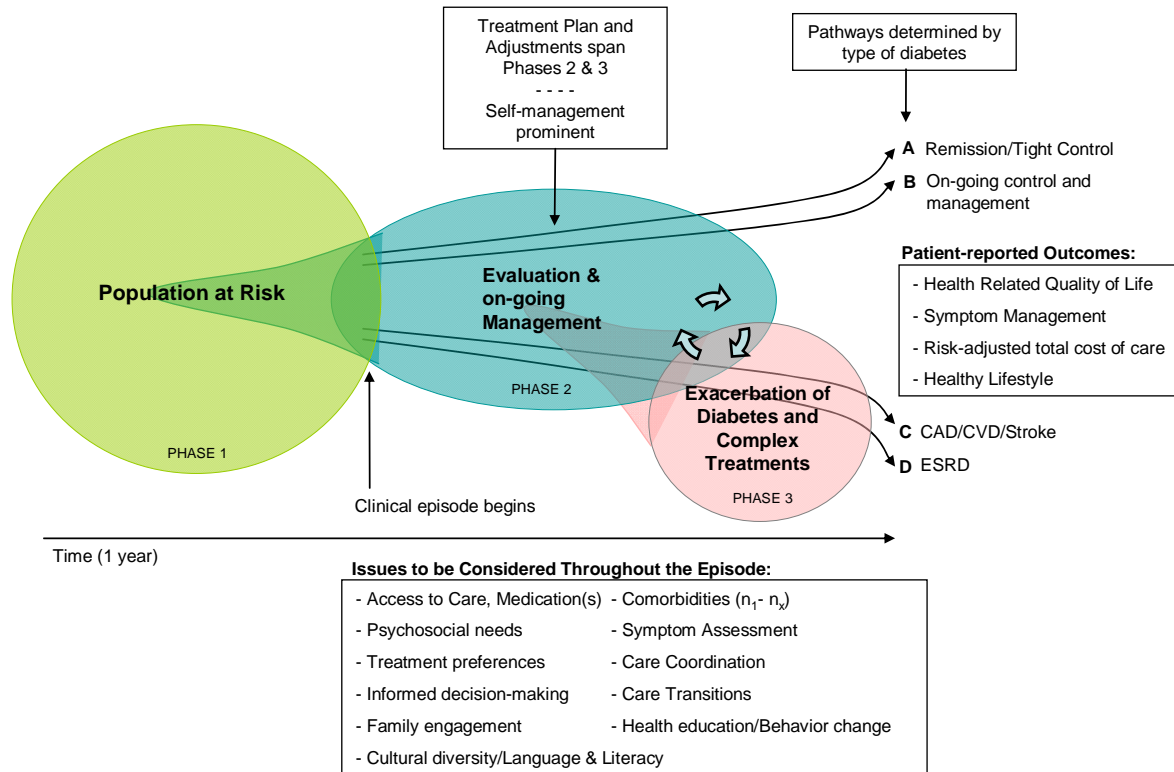 Treatment Plan and
Adjustments span
Phases 2 & 3
- - - -
Self-management
prominent
Pathways determined by
type of diabetes
A Remission/Tight Control
B On-going control and
management
Population at Risk
PHASE 1
Evaluation &
on-going
Management
PHASE 2
Exacerbation of
Diabetes and
Complex
Treatments
PHASE 3
Patient-reported Outcomes:
- Health Related Quality of Life
- Symptom Management
- Risk-adjusted total cost of care
- Healthy Lifestyle
C CAD/CVD/Stroke
D ESRD
Clinical episode begins
Time (1 year)
Issues to be Considered Throughout the Episode:
- Access to Care, Medication(s)
- Psychosocial needs
- Treatment preferences
- Informed decision-making
- Family engagement
- Cultural diversity/Language & Literacy
- Comorbidities (n₁- nₓ)
- Symptom Assessment
- Care Coordination
- Care Transitions
- Health education/Behavior change